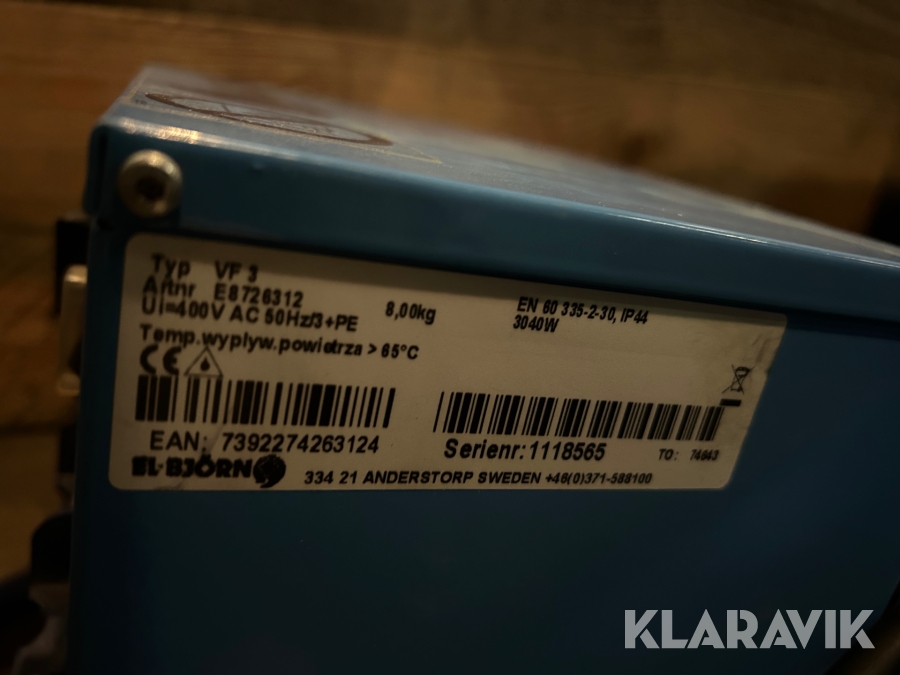 Typ VF 3
Artnr E8726312
UI=400V AC 50Hz/3+PE
8,00kg
EN 60 335-2-30, IP44
3040W
Temp.wyplyw.powietrza > 65°C
CE
EAN: 7392274263124
Serienr: 1118565
TO: 74643
EL-BJÖRN
334 21 ANDERSTORP SWEDEN +46(0)371-588100
KLARAVIK